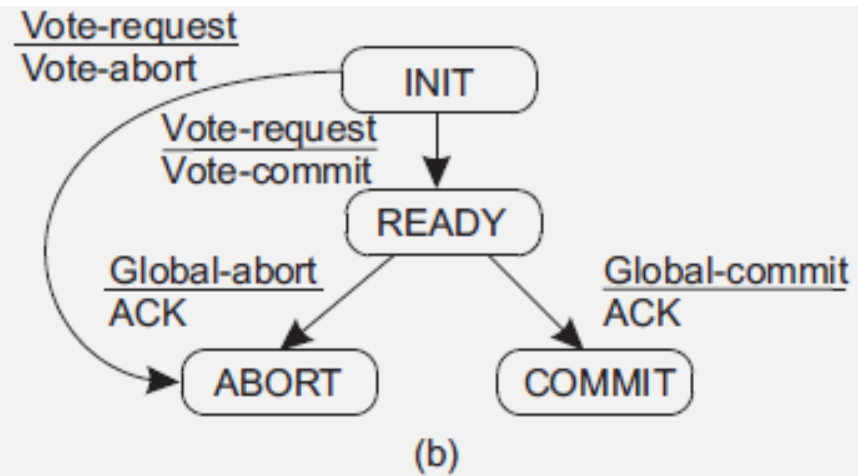 Vote-request
Vote-abort
INIT
Vote-request
Vote-commit
READY
Global-abort
ACK
Global-commit
ACK
ABORT
COMMIT
(b)